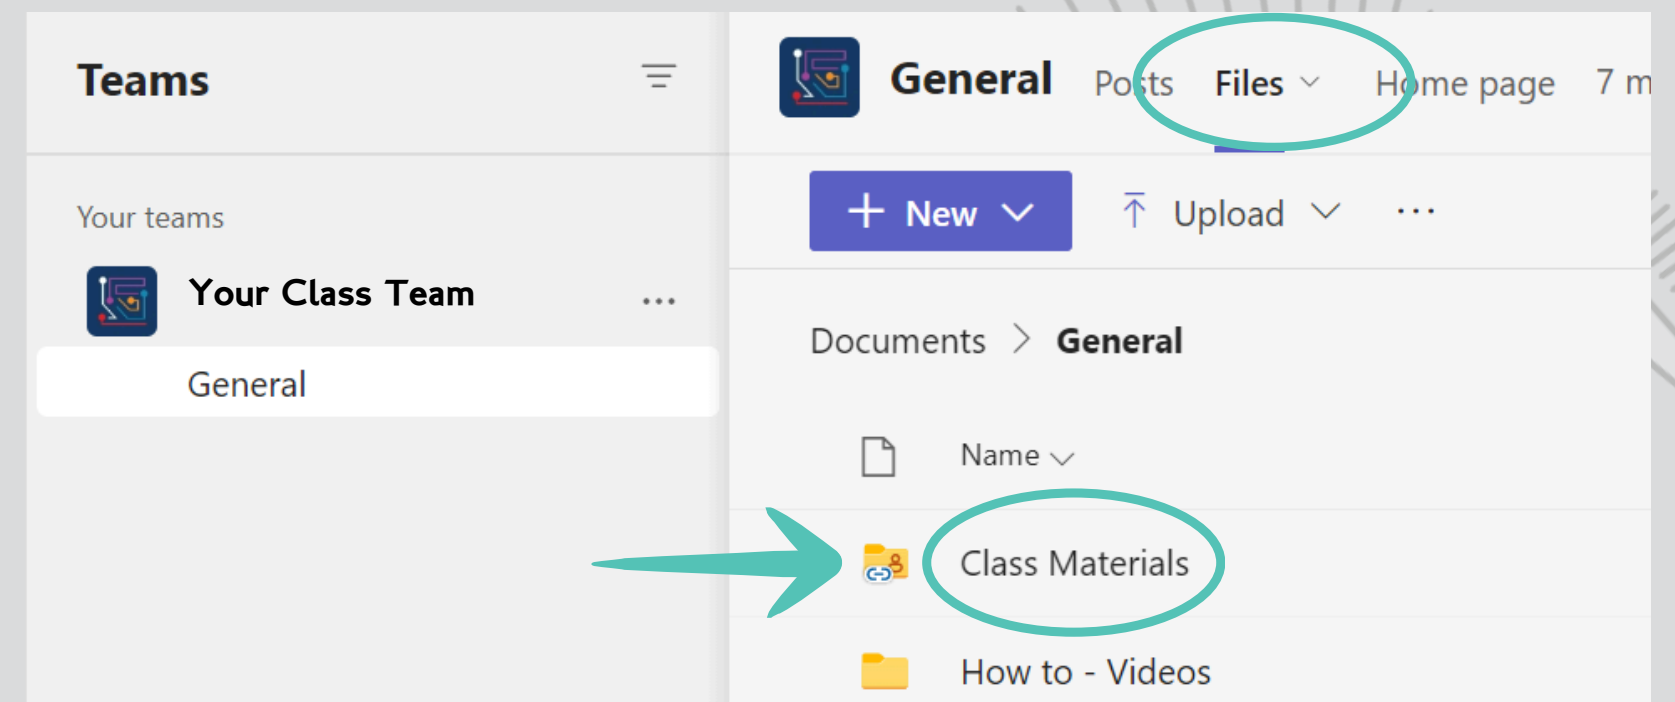 Teams
Your teams
Your Class Team
General
General Posts Files Home page 7 m
New Upload
Documents > General
Name
Class Materials
How to - Videos